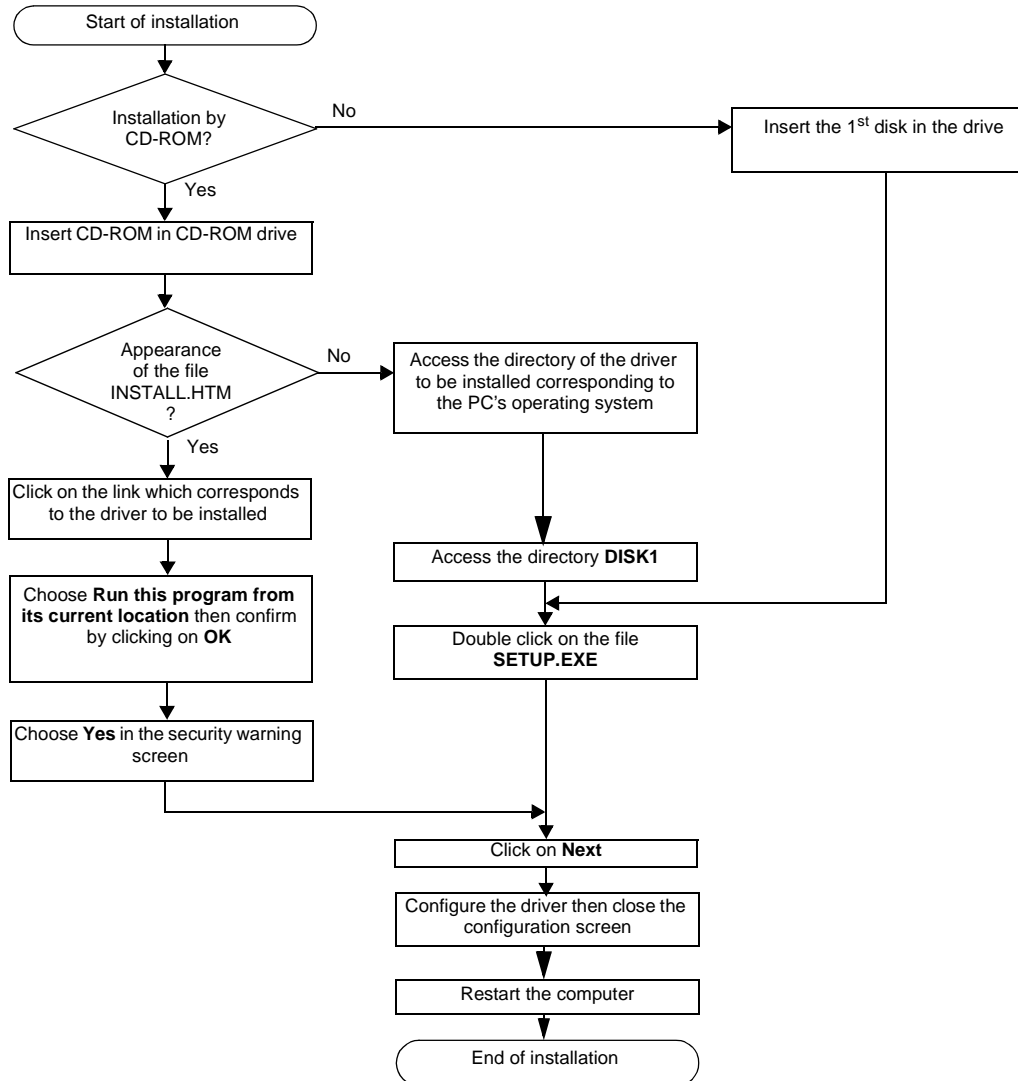 Start of installation
Installation by
CD-ROM?
No
Insert the 1st disk in the drive
Yes
Insert CD-ROM in CD-ROM drive
Appearance
of the file
INSTALL.HTM
?
No
Access the directory of the driver
to be installed corresponding to
the PC's operating system
Yes
Click on the link which corresponds
to the driver to be installed
Access the directory DISK1
Choose Run this program from
its current location then confirm
by clicking on OK
Double click on the file
SETUP.EXE
Choose Yes in the security warning
screen
Click on Next
Configure the driver then close the
configuration screen
Restart the computer
End of installation